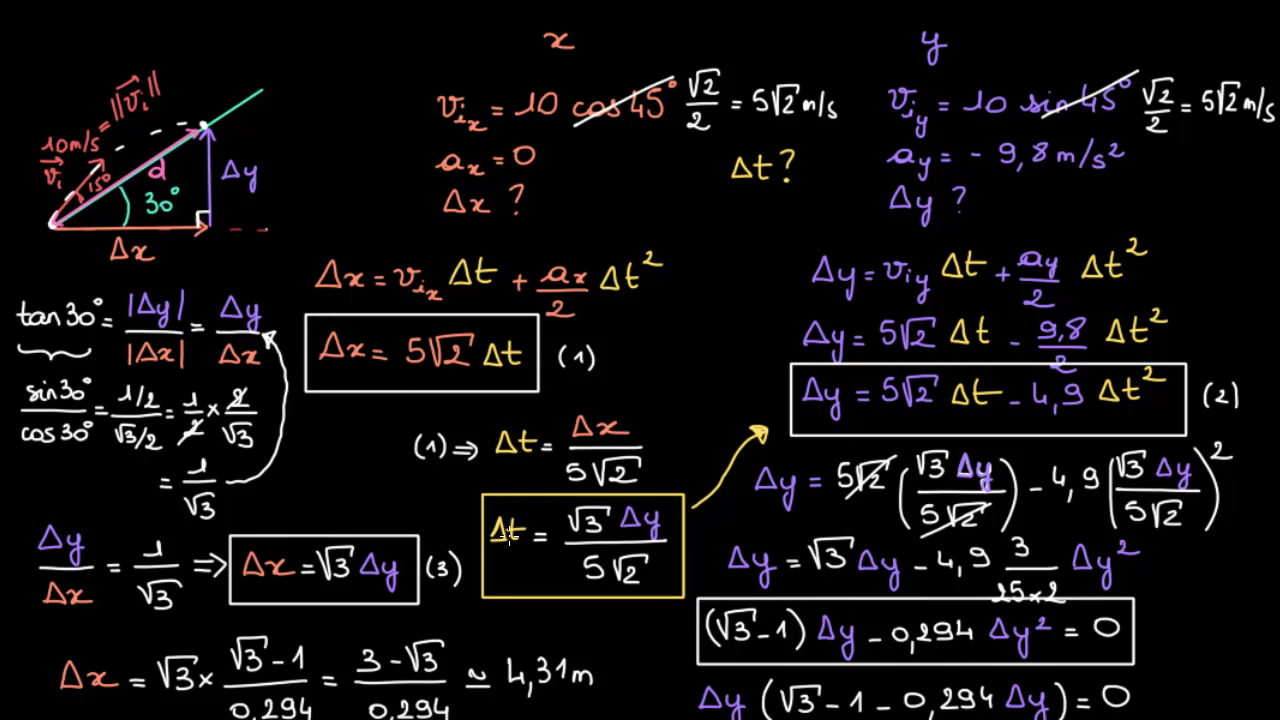 x
y
10m/s = ||v⃗ᵢ||
v⃗ᵢ
15°
d
30°
Δy
Δx
vᵢₓ = 10 cos 45° √2/2 = 5√2 m/s
aₓ = 0
Δx ?
Δt ?
vᵢy = 10 sin 45° √2/2 = 5√2 m/s
ay = - 9,8 m/s²
Δy ?
Δx = vᵢₓ Δt + ax/2 Δt²
Δx = 5√2 Δt (1)
Δy = viy Δt + ay/2 Δt²
Δy = 5√2 Δt - 9,8/2 Δt²
Δy = 5√2 Δt - 4,9 Δt² (2)
tan 30° = |Δy|/|Δx| = Δy/Δx
sin 30°/cos 30° = 1/2/√3/2 = 1/2 × 2/√3
= 1/√3
Δy/Δx = 1/√3 => Δx = √3 Δy (3)
(1) => Δt = Δx/5√2
Δt = √3 Δy/5√2
Δy = 5√2 (√3 Δy/5√2) - 4,9 (√3 Δy/5√2)²
Δy = √3 Δy - 4,9 3/25×2 Δy²
(√3-1) Δy - 0,294 Δy² = 0
Δy (√3 - 1 - 0,294 Δy) = 0
Δx = √3 × √3-1/0,294 = 3-√3/0,294 ≃ 4,31 m